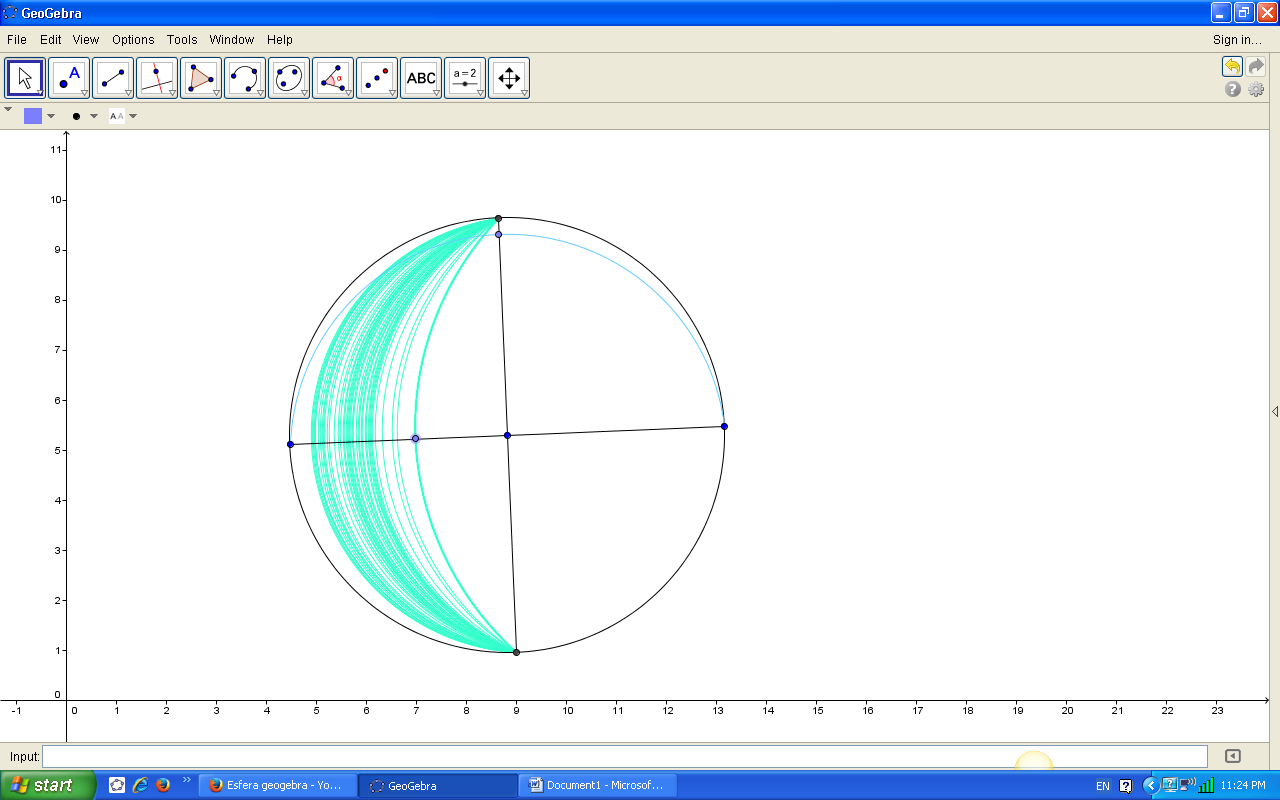 GeoGebra
File Edit View Options Tools Window Help Sign in...
A α ABC a=2
A A
11
10
9
8
7
6
5
4
3
2
1
0
-1 0 1 2 3 4 5 6 7 8 9 10 11 12 13 14 15 16 17 18 19 20 21 22 23
Input:
start Esfera geogebra - Yo... GeoGebra Document1 - Microsof... EN 11:24 PM